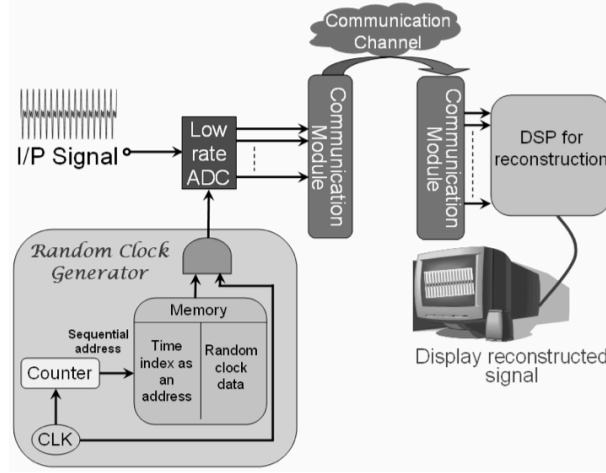 Communication
Channel
I/P Signal
Low
rate
ADC
Communication
Module
Communication
Module
DSP for
reconstruction
Random Clock
Generator
Memory
Sequential
address
Time
index as
an
address
Random
clock
data
Counter
CLK
Display reconstructed
signal